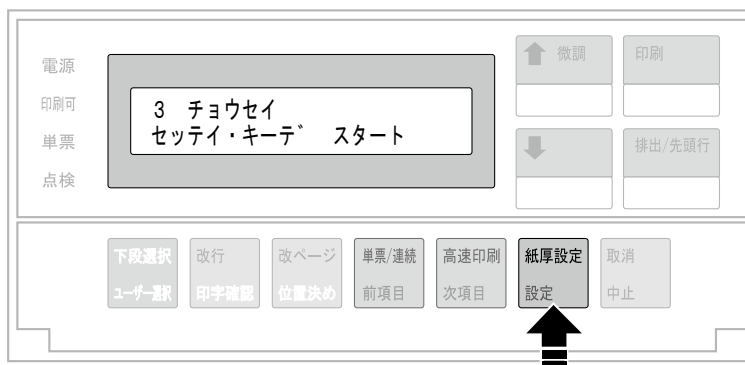 電源
印刷可
単票
点検
3 チョウセイ
セッテイ・キーデ゛ スタート
微調
印刷
排出/先頭行
下段選択
ユーザー選択
改行
印字確認
改ページ
位置決め
単票/連続
前項目
高速印刷
次項目
紙厚設定
設定
取消
中止